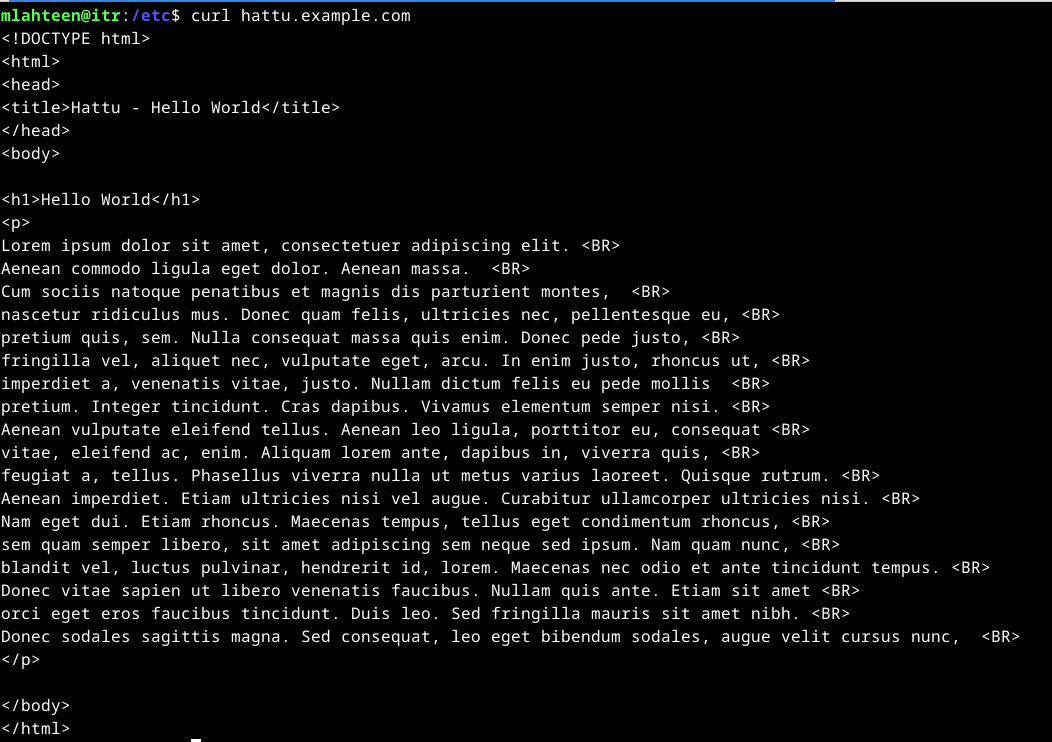 mlahteen@itr:/etc$ curl hattu.example.com
<!DOCTYPE html>
<html>
<head>
<title>Hattu - Hello World</title>
</head>
<body>

<h1>Hello World</h1>
<p>
Lorem ipsum dolor sit amet, consectetuer adipiscing elit. <BR>
Aenean commodo ligula eget dolor. Aenean massa.  <BR>
Cum sociis natoque penatibus et magnis dis parturient montes,  <BR>
nascetur ridiculus mus. Donec quam felis, ultricies nec, pellentesque eu, <BR>
pretium quis, sem. Nulla consequat massa quis enim. Donec pede justo, <BR>
fringilla vel, aliquet nec, vulputate eget, arcu. In enim justo, rhoncus ut, <BR>
imperdiet a, venenatis vitae, justo. Nullam dictum felis eu pede mollis  <BR>
pretium. Integer tincidunt. Cras dapibus. Vivamus elementum semper nisi. <BR>
Aenean vulputate eleifend tellus. Aenean leo ligula, porttitor eu, consequat <BR>
vitae, eleifend ac, enim. Aliquam lorem ante, dapibus in, viverra quis, <BR>
feugiat a, tellus. Phasellus viverra nulla ut metus varius laoreet. Quisque rutrum. <BR>
Aenean imperdiet. Etiam ultricies nisi vel augue. Curabitur ullamcorper ultricies nisi. <BR>
Nam eget dui. Etiam rhoncus. Maecenas tempus, tellus eget condimentum rhoncus, <BR>
sem quam semper libero, sit amet adipiscing sem neque sed ipsum. Nam quam nunc, <BR>
blandit vel, luctus pulvinar, hendrerit id, lorem. Maecenas nec odio et ante tincidunt tempus. <BR>
Donec vitae sapien ut libero venenatis faucibus. Nullam quis ante. Etiam sit amet <BR>
orci eget eros faucibus tincidunt. Duis leo. Sed fringilla mauris sit amet nibh. <BR>
Donec sodales sagittis magna. Sed consequat, leo eget bibendum sodales, augue velit cursus nunc,  <BR>
</p>

</body>
</html>